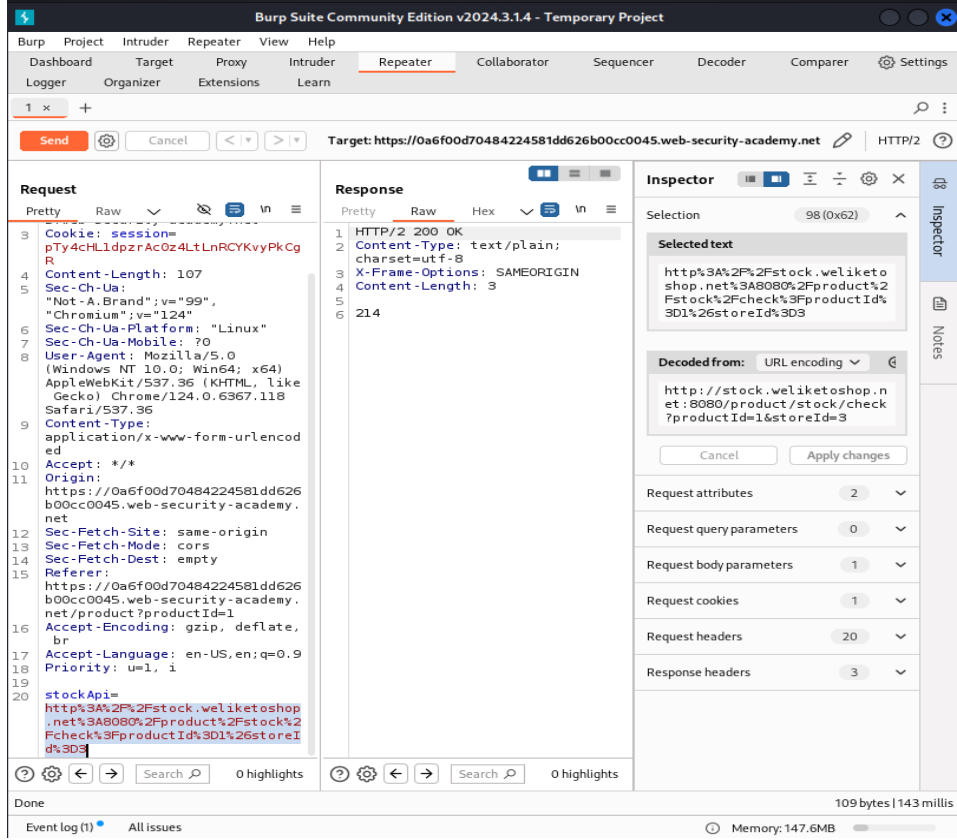 Burp Suite Community Edition v2024.3.1.4 - Temporary Project
Burp Project Intruder Repeater View Help
Dashboard Target Proxy Intruder Repeater Collaborator Sequencer Decoder Comparer Settings
Logger Organizer Extensions Learn
1 × +
Send Cancel < > Target: https://0a6f00d70484224581dd626b00cc0045.web-security-academy.net HTTP/2
Request
Pretty Raw \n
3 Cookie: session=
pTy4cHL1dpzrAc0z4LtLnRCYKvyPkCg
R
4 Content-Length: 107
5 Sec-Ch-Ua:
"Not-A.Brand";v="99",
"Chromium";v="124"
6 Sec-Ch-Ua-Platform: "Linux"
7 Sec-Ch-Ua-Mobile: ?0
8 User-Agent: Mozilla/5.0
(Windows NT 10.0; Win64; x64)
AppleWebKit/537.36 (KHTML, like
Gecko) Chrome/124.0.6367.118
Safari/537.36
9 Content-Type:
application/x-www-form-urlencod
ed
10 Accept: */*
11 Origin:
https://0a6f00d70484224581dd626
b00cc0045.web-security-academy.
net
12 Sec-Fetch-Site: same-origin
13 Sec-Fetch-Mode: cors
14 Sec-Fetch-Dest: empty
15 Referer:
https://0a6f00d70484224581dd626
b00cc0045.web-security-academy.
net/product?productId=1
16 Accept-Encoding: gzip, deflate,
br
17 Accept-Language: en-US,en;q=0.9
18 Priority: u=1, i
19
20 stockApi=
http%3A%2F%2Fstock.weliketoshop
.net%3A8080%2Fproduct%2Fstock%2
Fcheck%3FproductId%3D1%26storeI
d%3D3
Search 0 highlights
Response
Pretty Raw Hex \n
1 HTTP/2 200 OK
2 Content-Type: text/plain;
charset=utf-8
3 X-Frame-Options: SAMEORIGIN
4 Content-Length: 3
5
6 214
Search 0 highlights
Inspector
Selection 98 (0x62)
Selected text
http%3A%2F%2Fstock.weliketo
shop.net%3A8080%2Fproduct%2
Fstock%2Fcheck%3FproductId%
3D1%26storeId%3D3
Decoded from: URL encoding
http://stock.weliketoshop.n
et:8080/product/stock/check
?productId=1&storeId=3
Cancel Apply changes
Request attributes 2
Request query parameters 0
Request body parameters 1
Request cookies 1
Request headers 20
Response headers 3
Inspector
Notes
Done 109 bytes | 143 millis
Event log (1) All issues Memory: 147.6MB